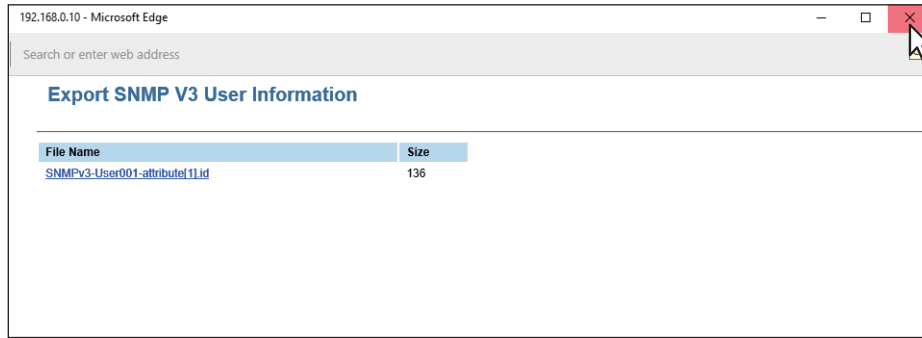 192.168.0.10 - Microsoft Edge
Search or enter web address
Export SNMP V3 User Information
File Name Size
SNMPv3-User001-attribute[1].id 136